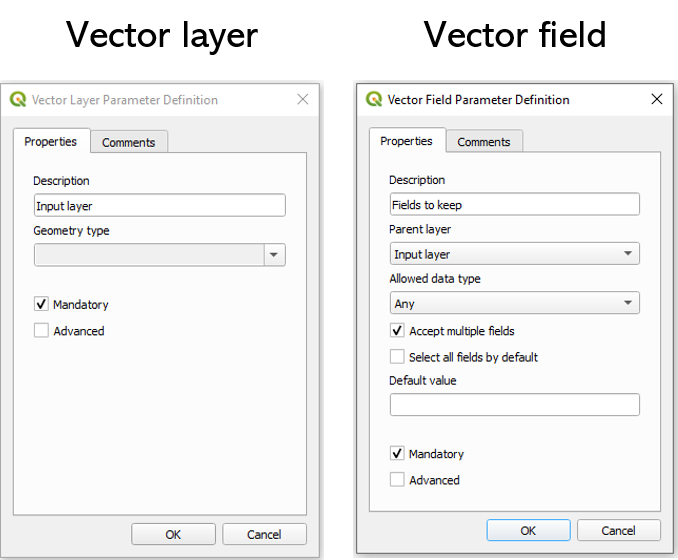 Vector layer
Vector Layer Parameter Definition
Properties
Comments
Description
Input layer
Geometry type
Mandatory
Advanced
OK
Cancel
Vector field
Vector Field Parameter Definition
Properties
Comments
Description
Fields to keep
Parent layer
Input layer
Allowed data type
Any
Accept multiple fields
Select all fields by default
Default value
Mandatory
Advanced
OK
Cancel